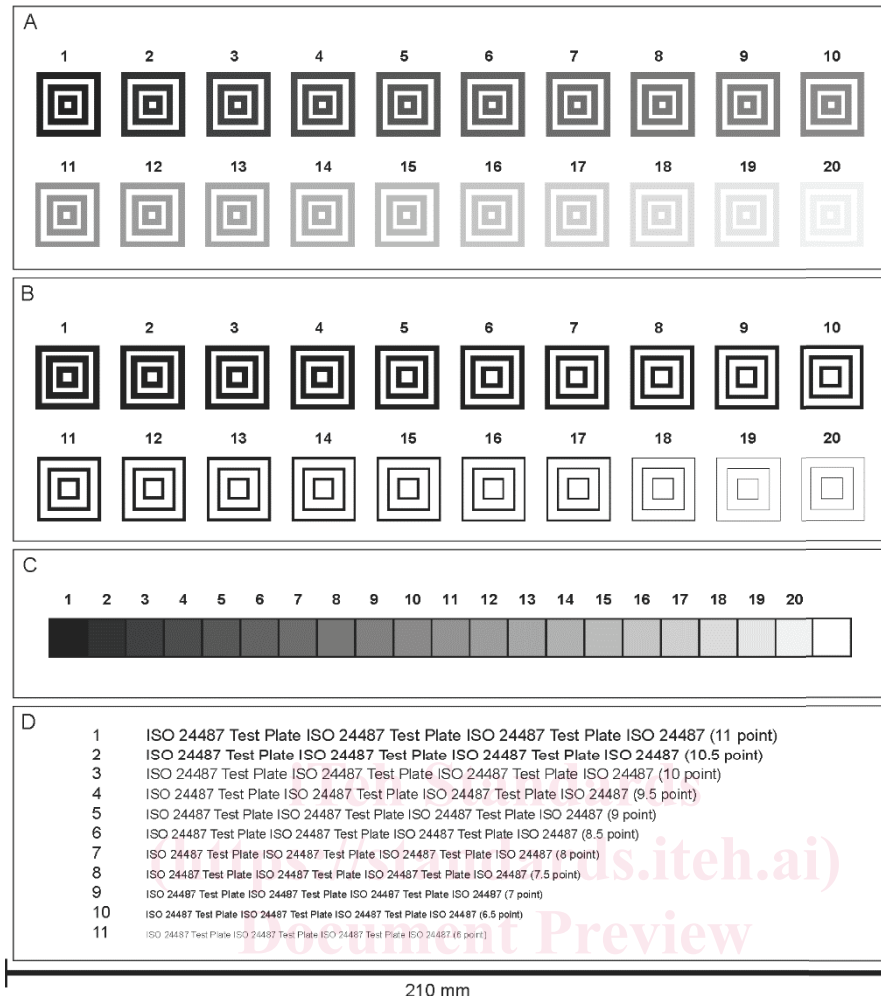 A
1 2 3 4 5 6 7 8 9 10
11 12 13 14 15 16 17 18 19 20
B
1 2 3 4 5 6 7 8 9 10
11 12 13 14 15 16 17 18 19 20
C
1 2 3 4 5 6 7 8 9 10 11 12 13 14 15 16 17 18 19 20
D
1 ISO 24487 Test Plate ISO 24487 Test Plate ISO 24487 Test Plate ISO 24487 (11 point)
2 ISO 24487 Test Plate ISO 24487 Test Plate ISO 24487 Test Plate ISO 24487 (10.5 point)
3 ISO 24487 Test Plate ISO 24487 Test Plate ISO 24487 Test Plate ISO 24487 (10 point)
4 ISO 24487 Test Plate ISO 24487 Test Plate ISO 24487 Test Plate ISO 24487 (9.5 point)
5 ISO 24487 Test Plate ISO 24487 Test Plate ISO 24487 Test Plate ISO 24487 (9 point)
6 ISO 24487 Test Plate ISO 24487 Test Plate ISO 24487 Test Plate ISO 24487 (8.5 point)
7 ISO 24487 Test Plate ISO 24487 Test Plate ISO 24487 Test Plate ISO 24487 (8 point)
8 ISO 24487 Test Plate ISO 24487 Test Plate ISO 24487 Test Plate ISO 24487 (7.5 point)
9 ISO 24487 Test Plate ISO 24487 Test Plate ISO 24487 Test Plate ISO 24487 (7 point)
10 ISO 24487 Test Plate ISO 24487 Test Plate ISO 24487 Test Plate ISO 24487 (6.5 point)
11 ISO 24487 Test Plate ISO 24487 Test Plate ISO 24487 Test Plate ISO 24487 (6 point)
iTeh Standards
(https://standards.iteh.ai)
Document Preview
210 mm